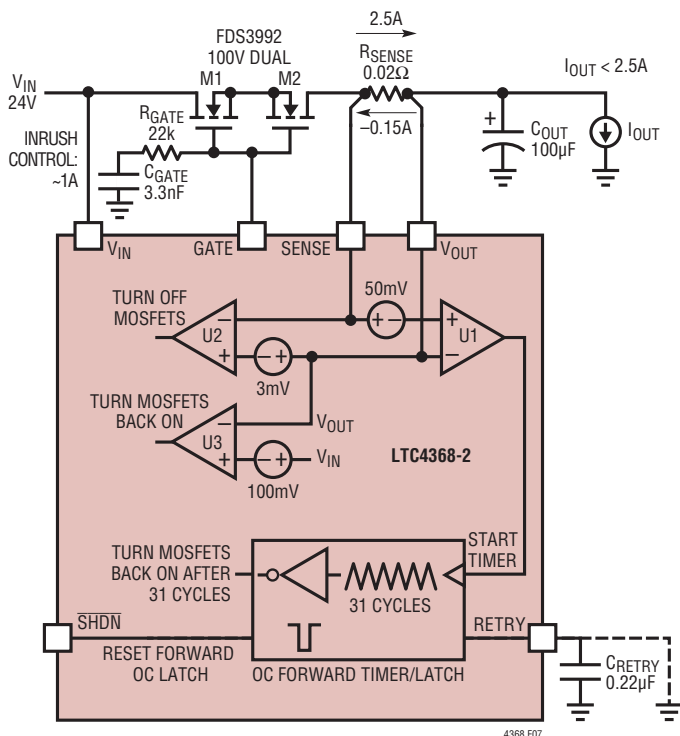 FDS3992
100V DUAL
M1
M2
2.5A
RSENSE
0.02Ω
–0.15A
IOUT < 2.5A
VIN
24V
INRUSH
CONTROL:
~1A
RGATE
22k
CGATE
3.3nF
+
COUT
100µF
IOUT
VIN
GATE
SENSE
VOUT
TURN OFF
MOSFETS
–
U2
+
– +
3mV
50mV
+ –
+
U1
–
TURN MOSFETS
BACK ON
–
U3
+
– +
100mV
VOUT
VIN
LTC4368-2
START
TIMER
TURN MOSFETS
BACK ON AFTER
31 CYCLES
31 CYCLES
SHDN
RESET FORWARD
OC LATCH
OC FORWARD TIMER/LATCH
RETRY
CRETRY
0.22µF
4368 F07